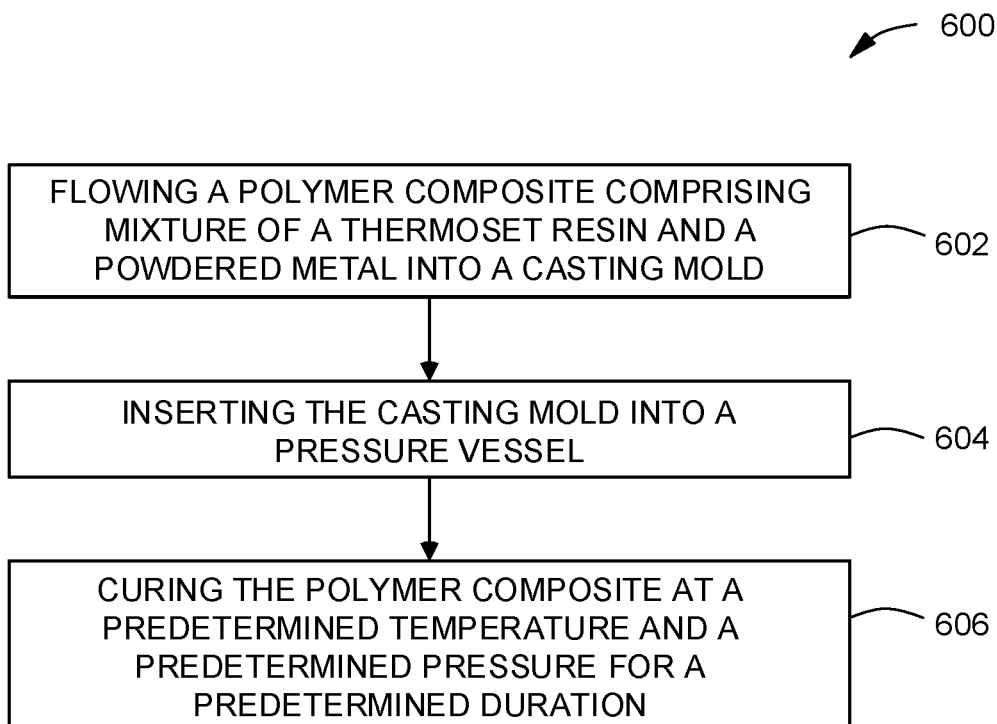 600
FLOWING A POLYMER COMPOSITE COMPRISING
MIXTURE OF A THERMOSET RESIN AND A
POWDERED METAL INTO A CASTING MOLD
602
INSERTING THE CASTING MOLD INTO A
PRESSURE VESSEL
604
CURING THE POLYMER COMPOSITE AT A
PREDETERMINED TEMPERATURE AND A
PREDETERMINED PRESSURE FOR A
PREDETERMINED DURATION
606